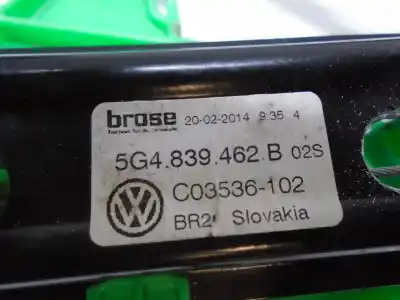 brose 20-02-2014 9:35 4
5G4.839.462.B 02S
C03536-102
BR2 Slovakia